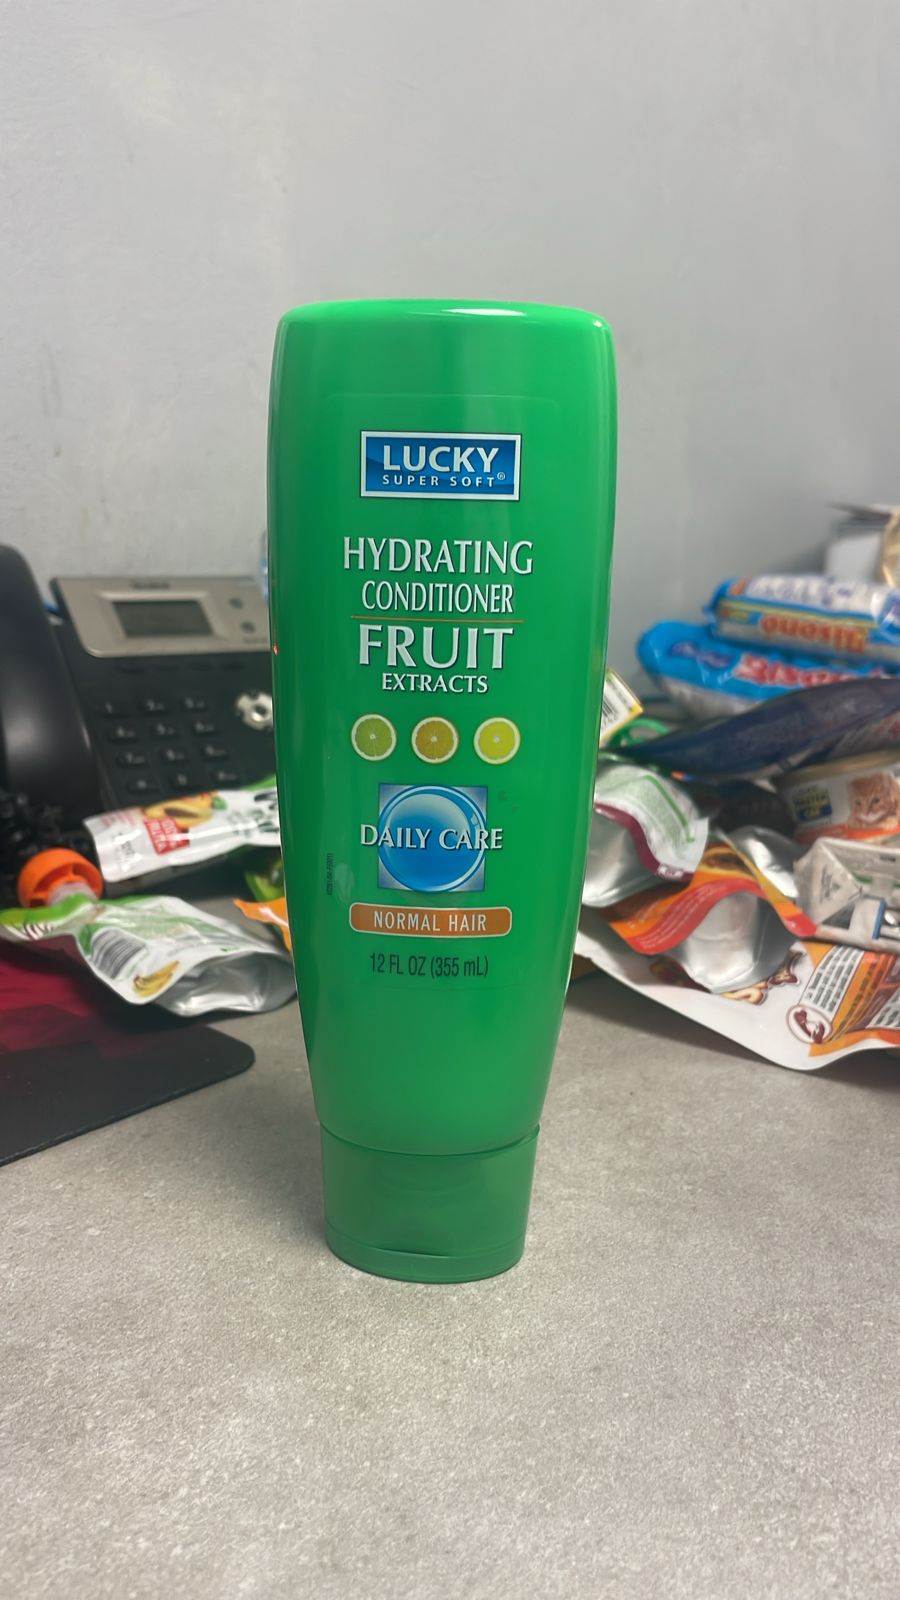 LUCKY
SUPER SOFT®
HYDRATING
CONDITIONER
FRUIT
EXTRACTS
DAILY CARE
NORMAL HAIR
12 FL OZ (355 mL)